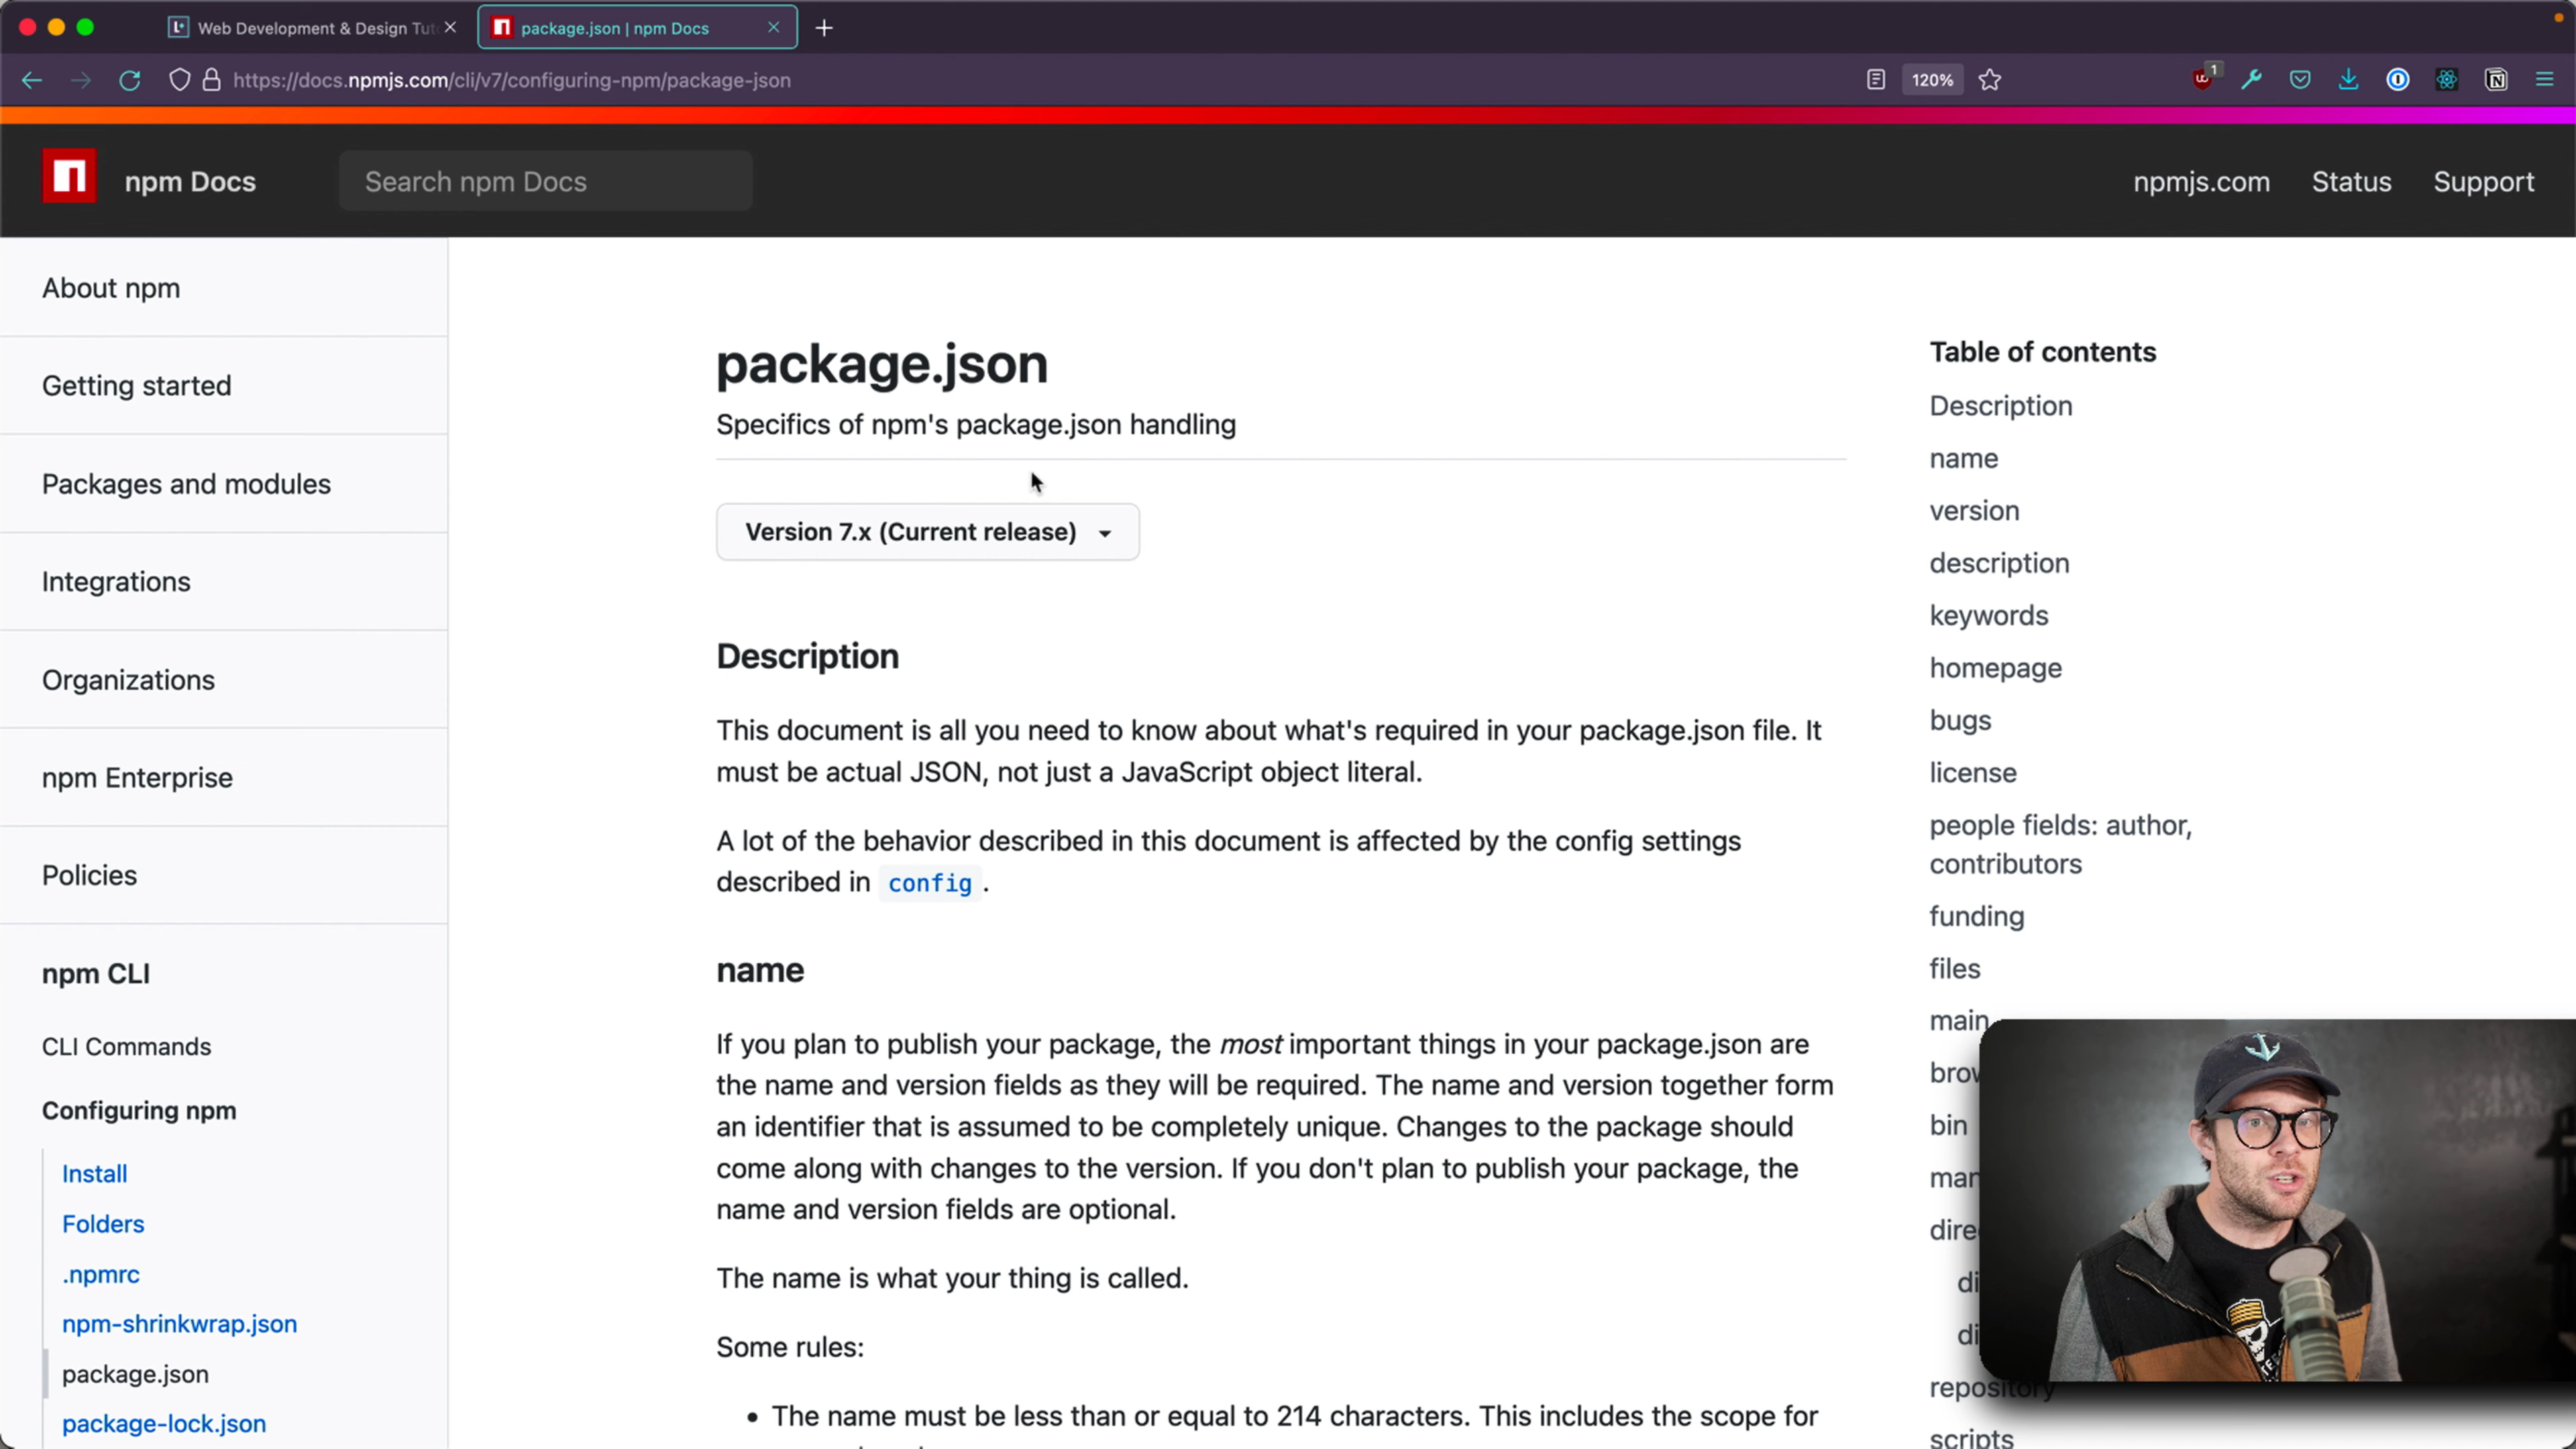 Web Development & Design Tut
package.json | npm Docs
https://docs.npmjs.com/cli/v7/configuring-npm/package-json
120%
1
npm Docs
Search npm Docs
npmjs.com
Status
Support
About npm
Getting started
Packages and modules
Integrations
Organizations
npm Enterprise
Policies
npm CLI
CLI Commands
Configuring npm
Install
Folders
.npmrc
npm-shrinkwrap.json
package.json
package-lock.json
package.json
Specifics of npm's package.json handling
Version 7.x (Current release)
Description
This document is all you need to know about what's required in your package.json file. It
must be actual JSON, not just a JavaScript object literal.
A lot of the behavior described in this document is affected by the config settings
described in config .
name
If you plan to publish your package, the most important things in your package.json are
the name and version fields as they will be required. The name and version together form
an identifier that is assumed to be completely unique. Changes to the package should
come along with changes to the version. If you don't plan to publish your package, the
name and version fields are optional.
The name is what your thing is called.
Some rules:
• The name must be less than or equal to 214 characters. This includes the scope for
Table of contents
Description
name
version
description
keywords
homepage
bugs
license
people fields: author,
contributors
funding
files
main
bin
repository
scripts